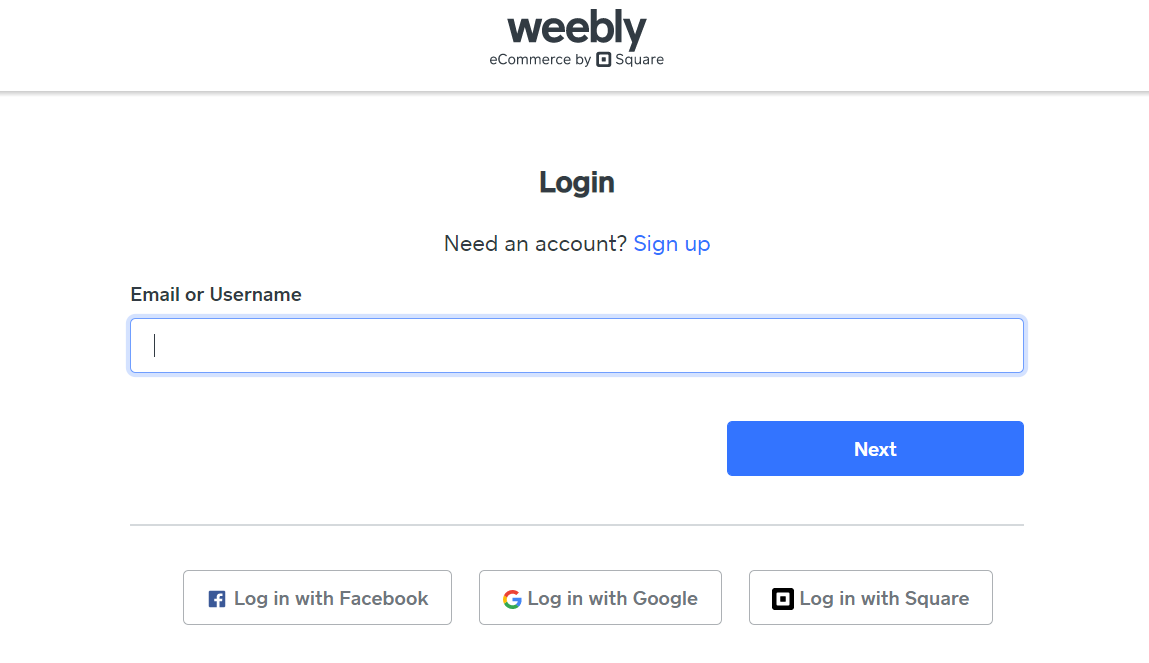 weebly
eCommerce by Square
Login
Need an account? Sign up
Email or Username
Next
Log in with Facebook
Log in with Google
Log in with Square